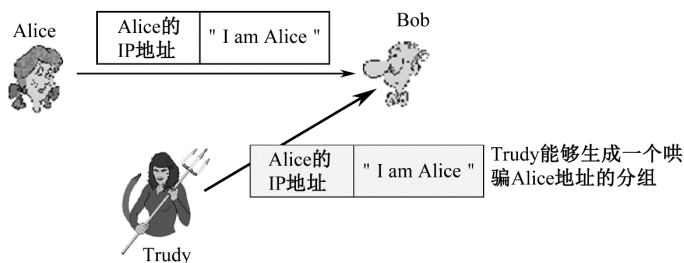 Alice
Alice的
IP地址
" I am Alice "
Bob
Alice的
IP地址
" I am Alice "
Trudy能够生成一个哄
骗Alice地址的分组
Trudy